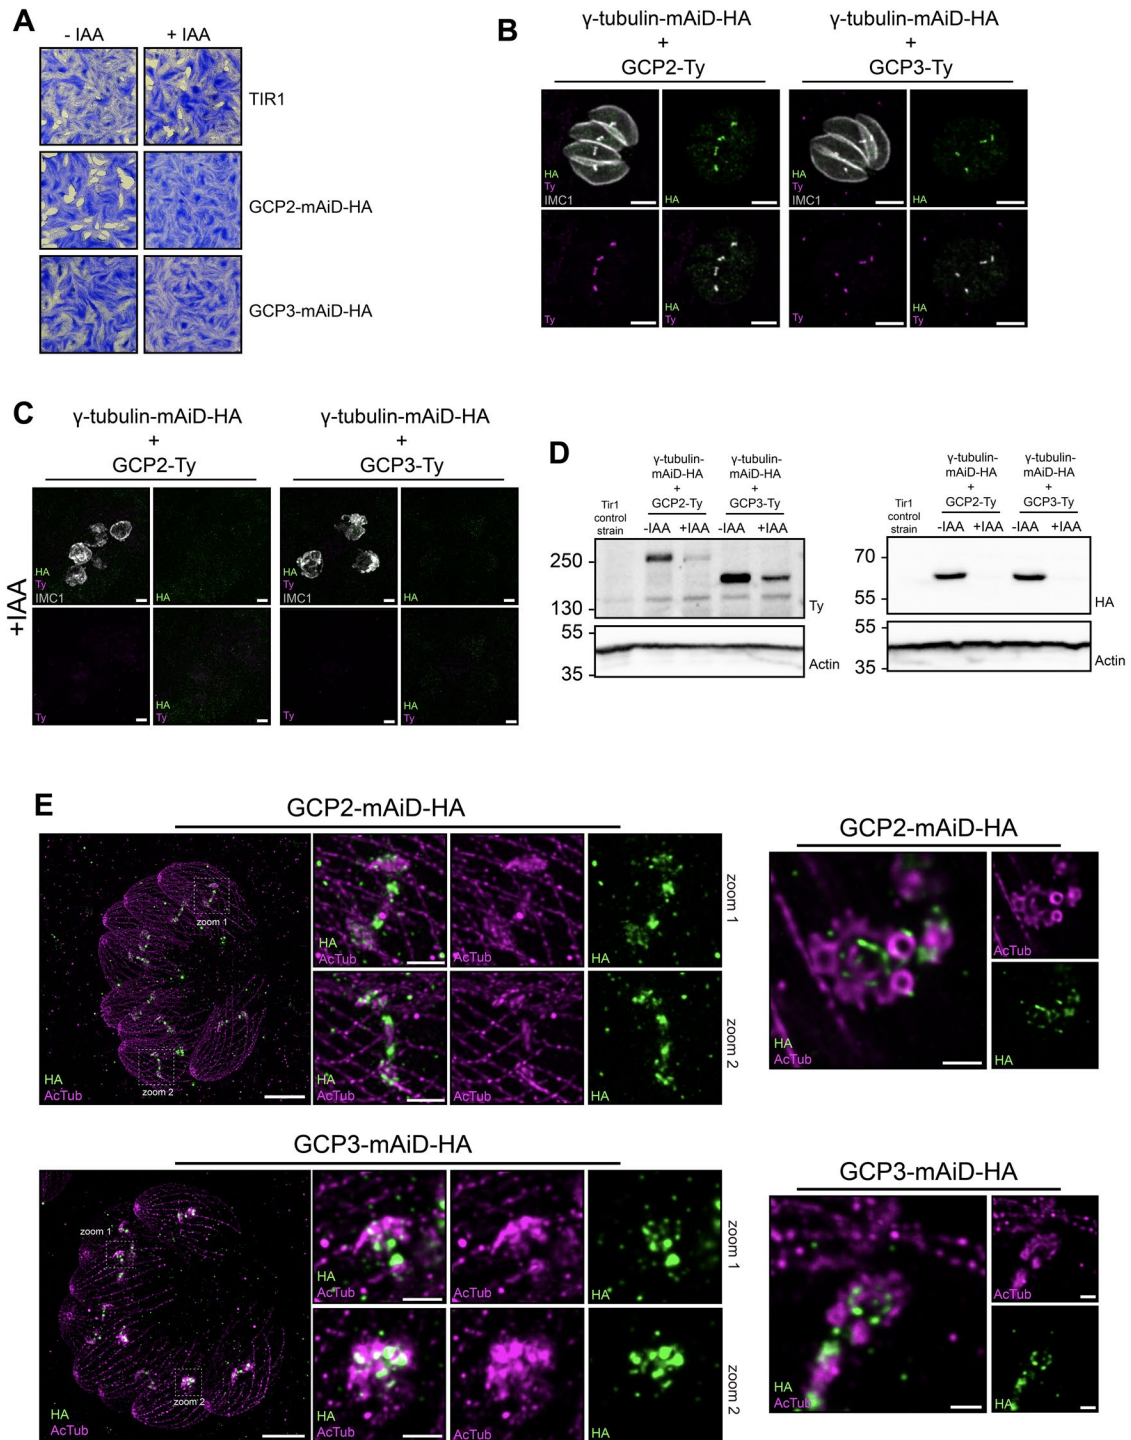 A
- IAA
+ IAA
TIR1
GCP2-mAiD-HA
GCP3-mAiD-HA
B
γ-tubulin-mAiD-HA
+
GCP2-Ty
γ-tubulin-mAiD-HA
+
GCP3-Ty
HA
Ty
IMC1
HA
HA
Ty
IMC1
HA
Ty
HA
Ty
Ty
HA
Ty
C
γ-tubulin-mAiD-HA
+
GCP2-Ty
γ-tubulin-mAiD-HA
+
GCP3-Ty
+IAA
HA
Ty
IMC1
HA
HA
Ty
IMC1
HA
Ty
HA
Ty
Ty
HA
Ty
D
Tir1
control
strain
γ-tubulin-
mAiD-HA
+
GCP2-Ty
γ-tubulin-
mAiD-HA
+
GCP3-Ty
-IAA +IAA -IAA +IAA
250
130
Ty
55
35
Actin
Tir1
control
strain
γ-tubulin-
mAiD-HA
+
GCP2-Ty
γ-tubulin-
mAiD-HA
+
GCP3-Ty
-IAA +IAA -IAA +IAA
70
55
HA
55
35
Actin
E
GCP2-mAiD-HA
zoom 1
zoom 2
HA
AcTub
HA
AcTub
AcTub
HA
zoom 1
HA
AcTub
AcTub
HA
zoom 2
GCP2-mAiD-HA
HA
AcTub
AcTub
HA
GCP3-mAiD-HA
zoom 1
zoom 2
HA
AcTub
HA
AcTub
AcTub
HA
zoom 1
HA
AcTub
AcTub
HA
zoom 2
GCP3-mAiD-HA
HA
AcTub
AcTub
HA